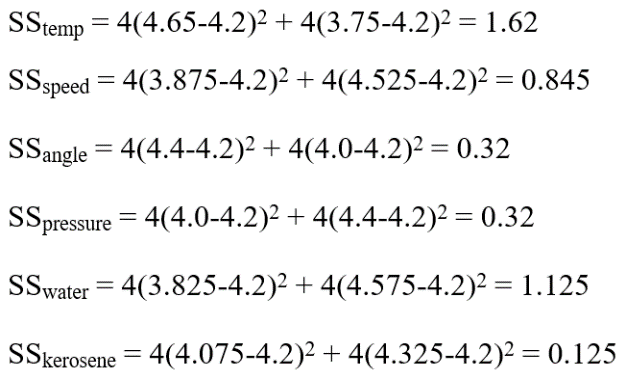 SStemp = 4(4.65-4.2)² + 4(3.75-4.2)² = 1.62
SSspeed = 4(3.875-4.2)² + 4(4.525-4.2)² = 0.845
SSangle = 4(4.4-4.2)² + 4(4.0-4.2)² = 0.32
SSpressure = 4(4.0-4.2)² + 4(4.4-4.2)² = 0.32
SSwater = 4(3.825-4.2)² + 4(4.575-4.2)² = 1.125
SSkerosene = 4(4.075-4.2)² + 4(4.325-4.2)² = 0.125